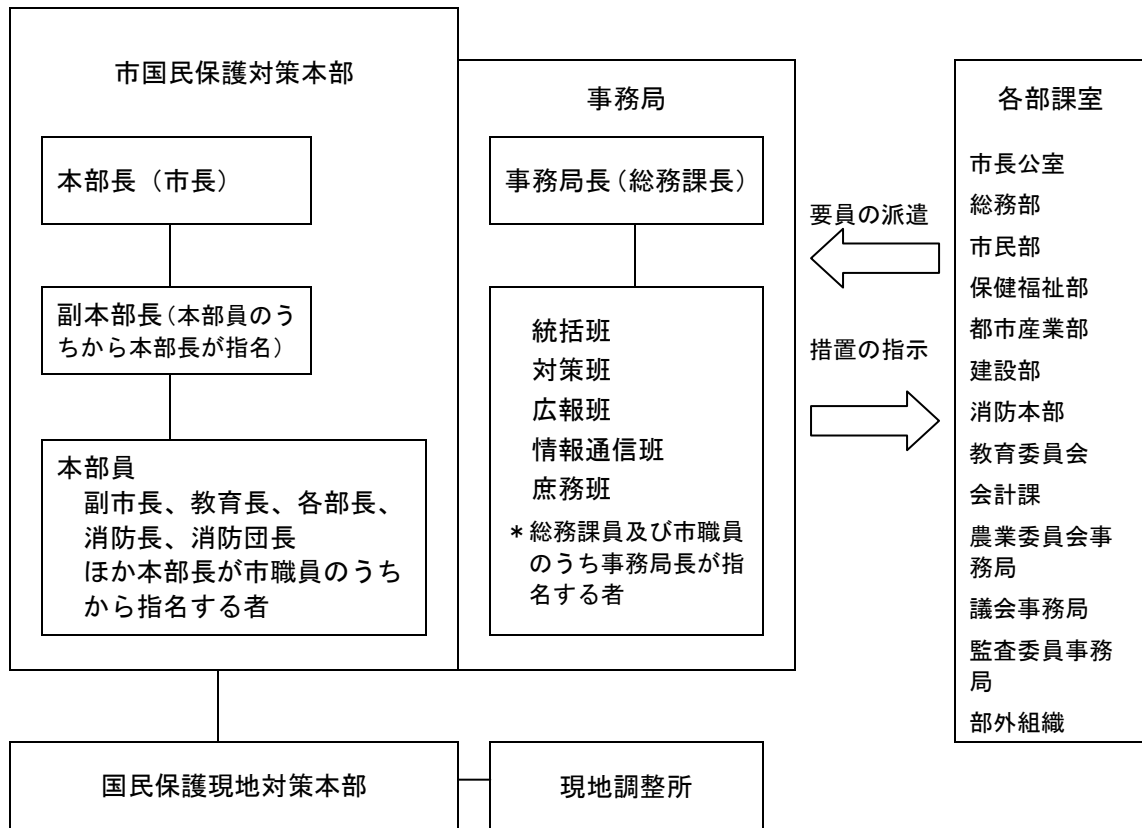 市国民保護対策本部
本部長（市長）
副本部長（本部員のう
ちから本部長が指名）
本部員
副市長、教育長、各部長、
消防長、消防団長
ほか本部長が市職員のうち
から指名する者
事務局
事務局長（総務課長）
統括班
対策班
広報班
情報通信班
庶務班
＊総務課員及び市職員
のうち事務局長が指
名する者
要員の派遣
措置の指示
各部課室
市長公室
総務部
市民部
保健福祉部
都市産業部
建設部
消防本部
教育委員会
会計課
農業委員会事
務局
議会事務局
監査委員事務
局
部外組織
国民保護現地対策本部
現地調整所